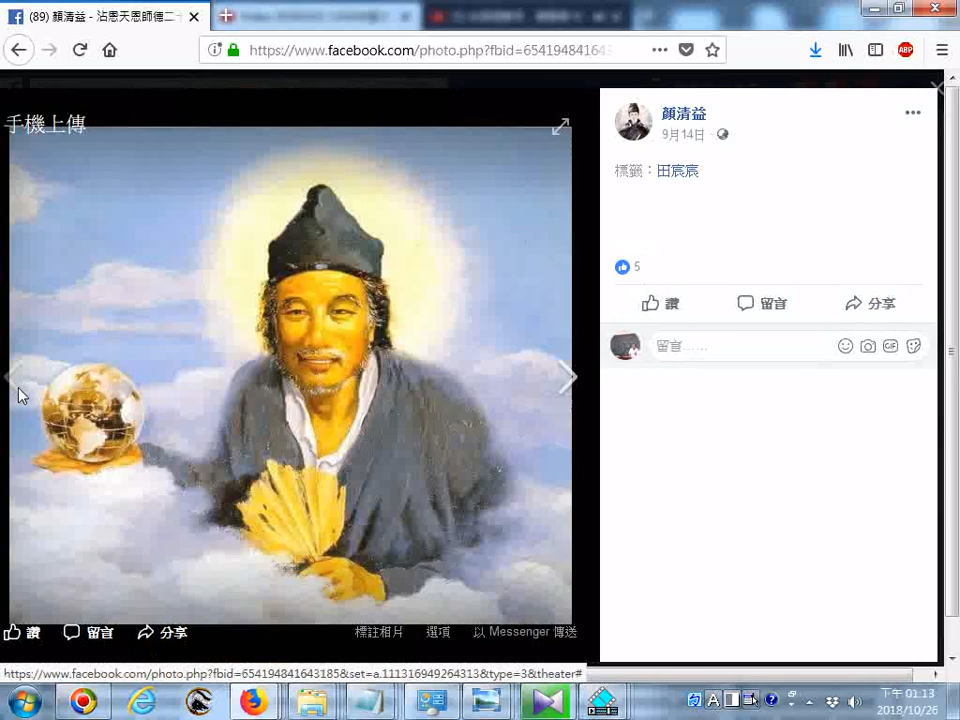 (89) 顏清益 - 沾恩天恩師德二十
https://www.facebook.com/photo.php?fbid=65419484164318
手機上傳
顏清益
9月14日
標籤：田宸宸
5
讚 留言 分享
留言……
GIF
讚 留言 分享
標註相片 選項 以 Messenger 傳送
https://www.facebook.com/photo.php?fbid=654194841643185&set=a.111316949264313&type=3&theater#
ABP
A
下午 01:13
2018/10/26